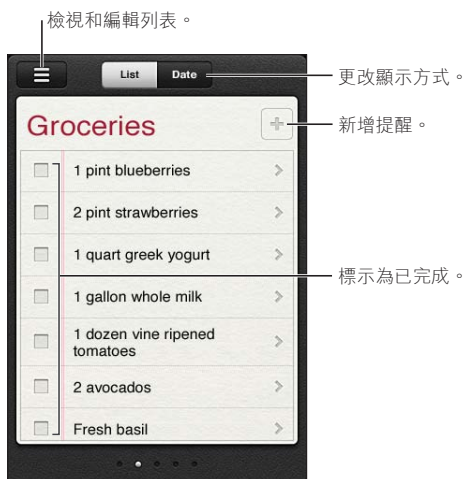 檢視和編輯列表。
List Date
更改顯示方式。
Groceries
新增提醒。
1 pint blueberries
2 pint strawberries
1 quart greek yogurt
標示為已完成。
1 gallon whole milk
1 dozen vine ripened
tomatoes
2 avocados
Fresh basil